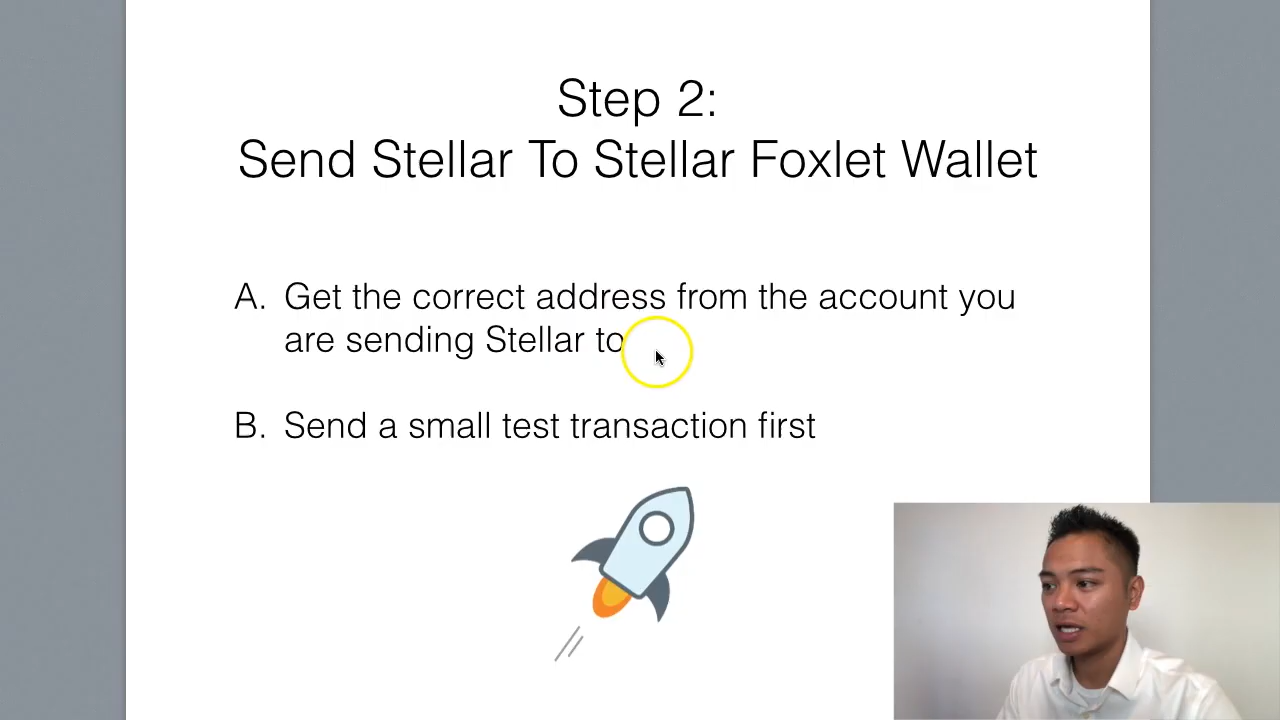 Step 2:
Send Stellar To Stellar Foxlet Wallet
A. Get the correct address from the account you
are sending Stellar to
B. Send a small test transaction first